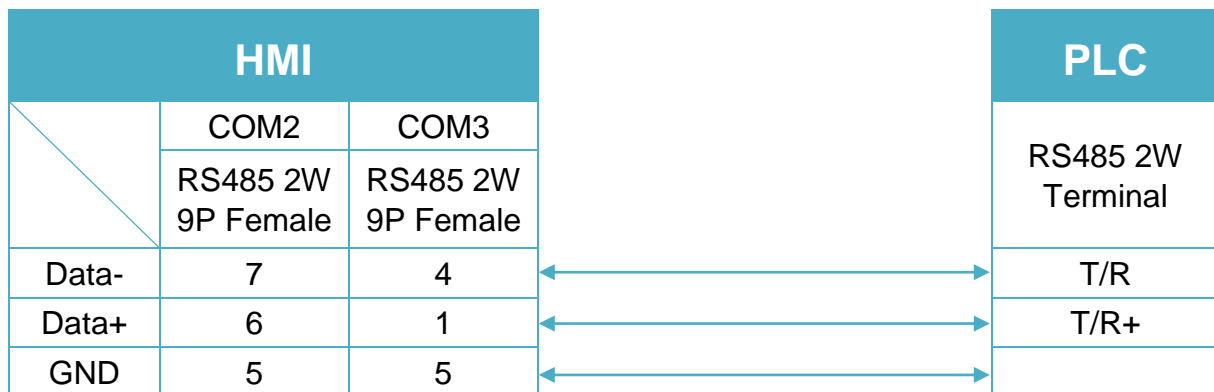 HMI PLC
COM2 COM3
RS485 2W RS485 2W RS485 2W
9P Female 9P Female Terminal
Data- 7 4 T/R
Data+ 6 1 T/R+
GND 5 5